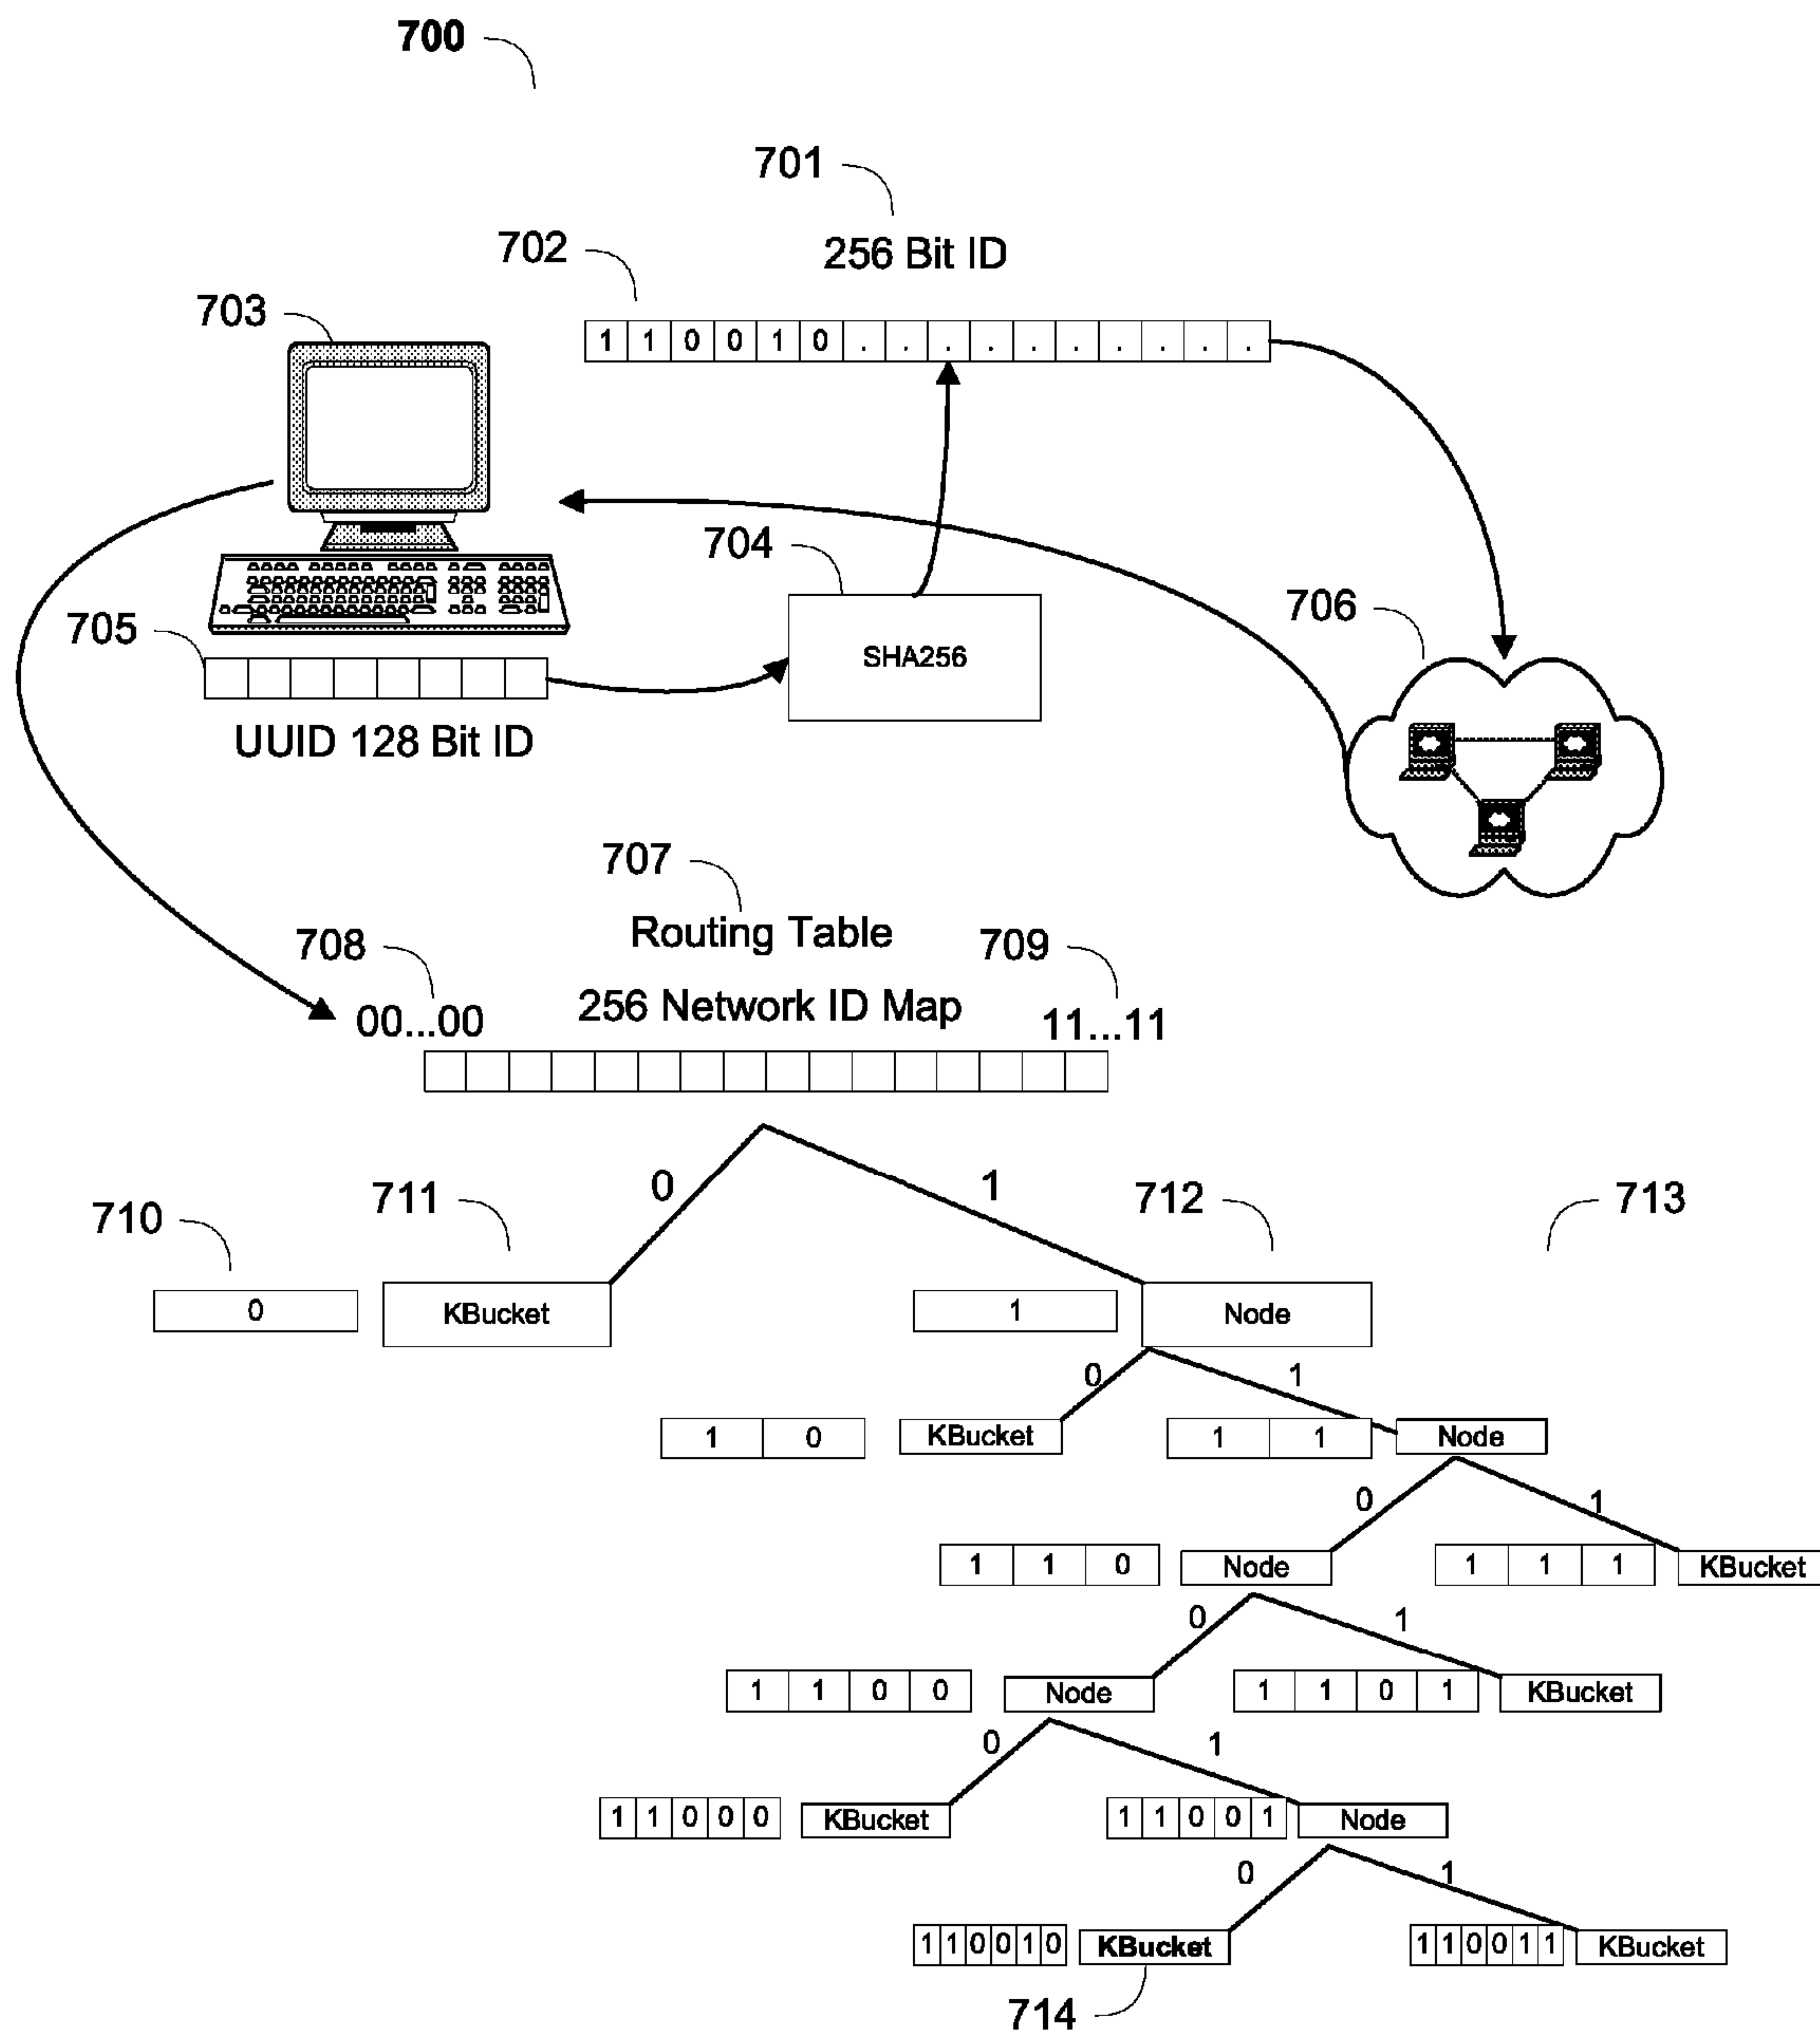 700
701
702
256 Bit ID
703
1 1 0 0 1 0 . . . . . . . . . .
704
706
705
SHA256
UUID 128 Bit ID
707
Routing Table
708
709
256 Network ID Map
00...00
11...11
0
1
711
712
713
710
0
KBucket
1
Node
0
1
1 0
KBucket
1 1
Node
0
1
1 1 0
Node
1 1 1
KBucket
0
1
1 1 0 0
Node
1 1 0 1
KBucket
0
1
1 1 0 0 0
KBucket
1 1 0 0 1
Node
0
1
1 1 0 0 1 0
KBucket
1 1 0 0 1 1
KBucket
714